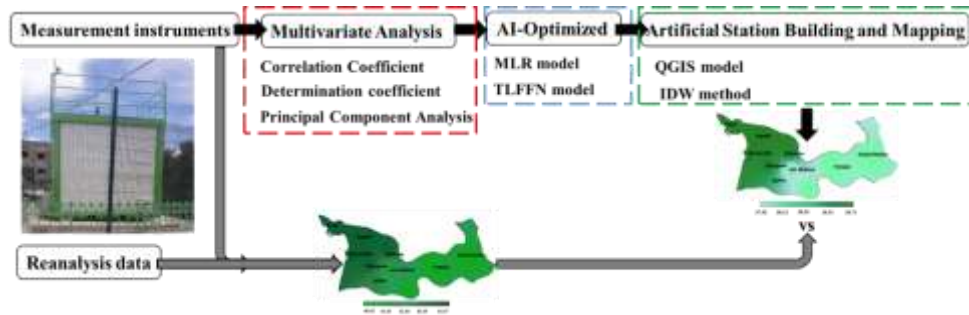 Measurement instruments
Multivariate Analysis
AI-Optimized
Artificial Station Building and Mapping
Correlation Coefficient
Determination coefficient
Principal Component Analysis
MLR model
TLFFN model
QGIS model
IDW method
vs
Reanalysis data